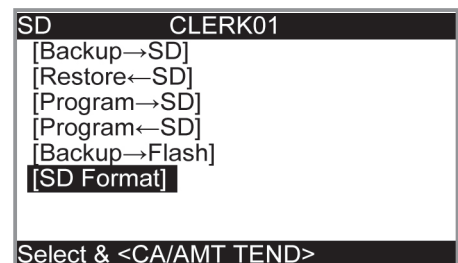 SD CLERK01
[Backup→SD]
[Restore←SD]
[Program→SD]
[Program←SD]
[Backup→Flash]
[SD Format]
Select & <CA/AMT TEND>